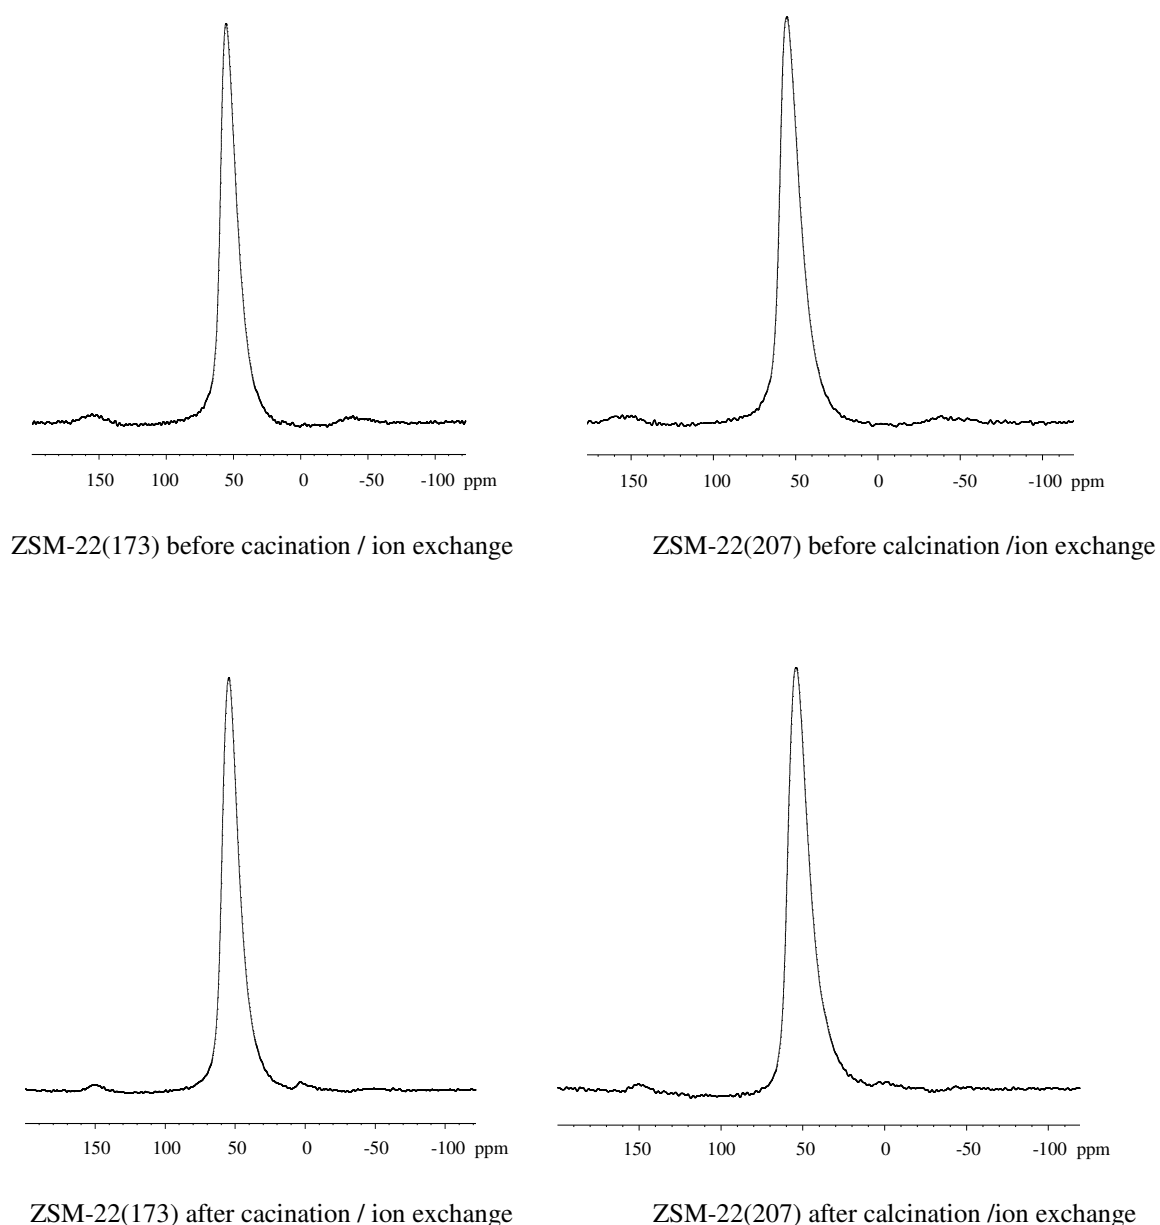 150 100 50 0 -50 -100 ppm
150 100 50 0 -50 -100 ppm
ZSM-22(173) before cacination / ion exchange
ZSM-22(207) before calcination /ion exchange
150 100 50 0 -50 -100 ppm
150 100 50 0 -50 -100 ppm
ZSM-22(173) after cacination / ion exchange
ZSM-22(207) after calcination /ion exchange